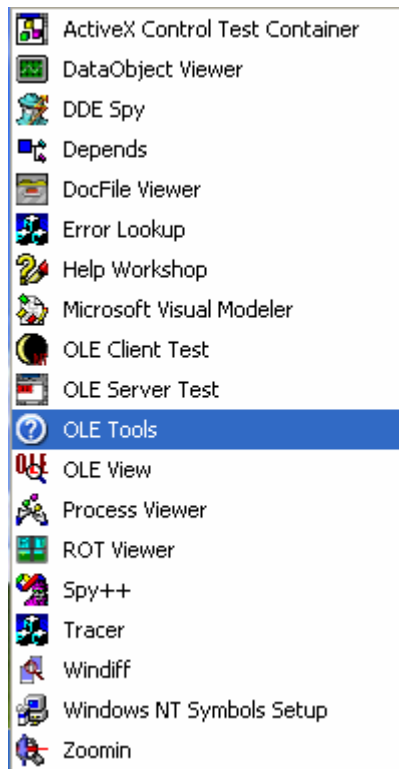 ActiveX Control Test Container
DataObject Viewer
DDE Spy
Depends
DocFile Viewer
Error Lookup
Help Workshop
Microsoft Visual Modeler
OLE Client Test
OLE Server Test
OLE Tools
OLE View
Process Viewer
ROT Viewer
Spy++
Tracer
Windiff
Windows NT Symbols Setup
Zoomin